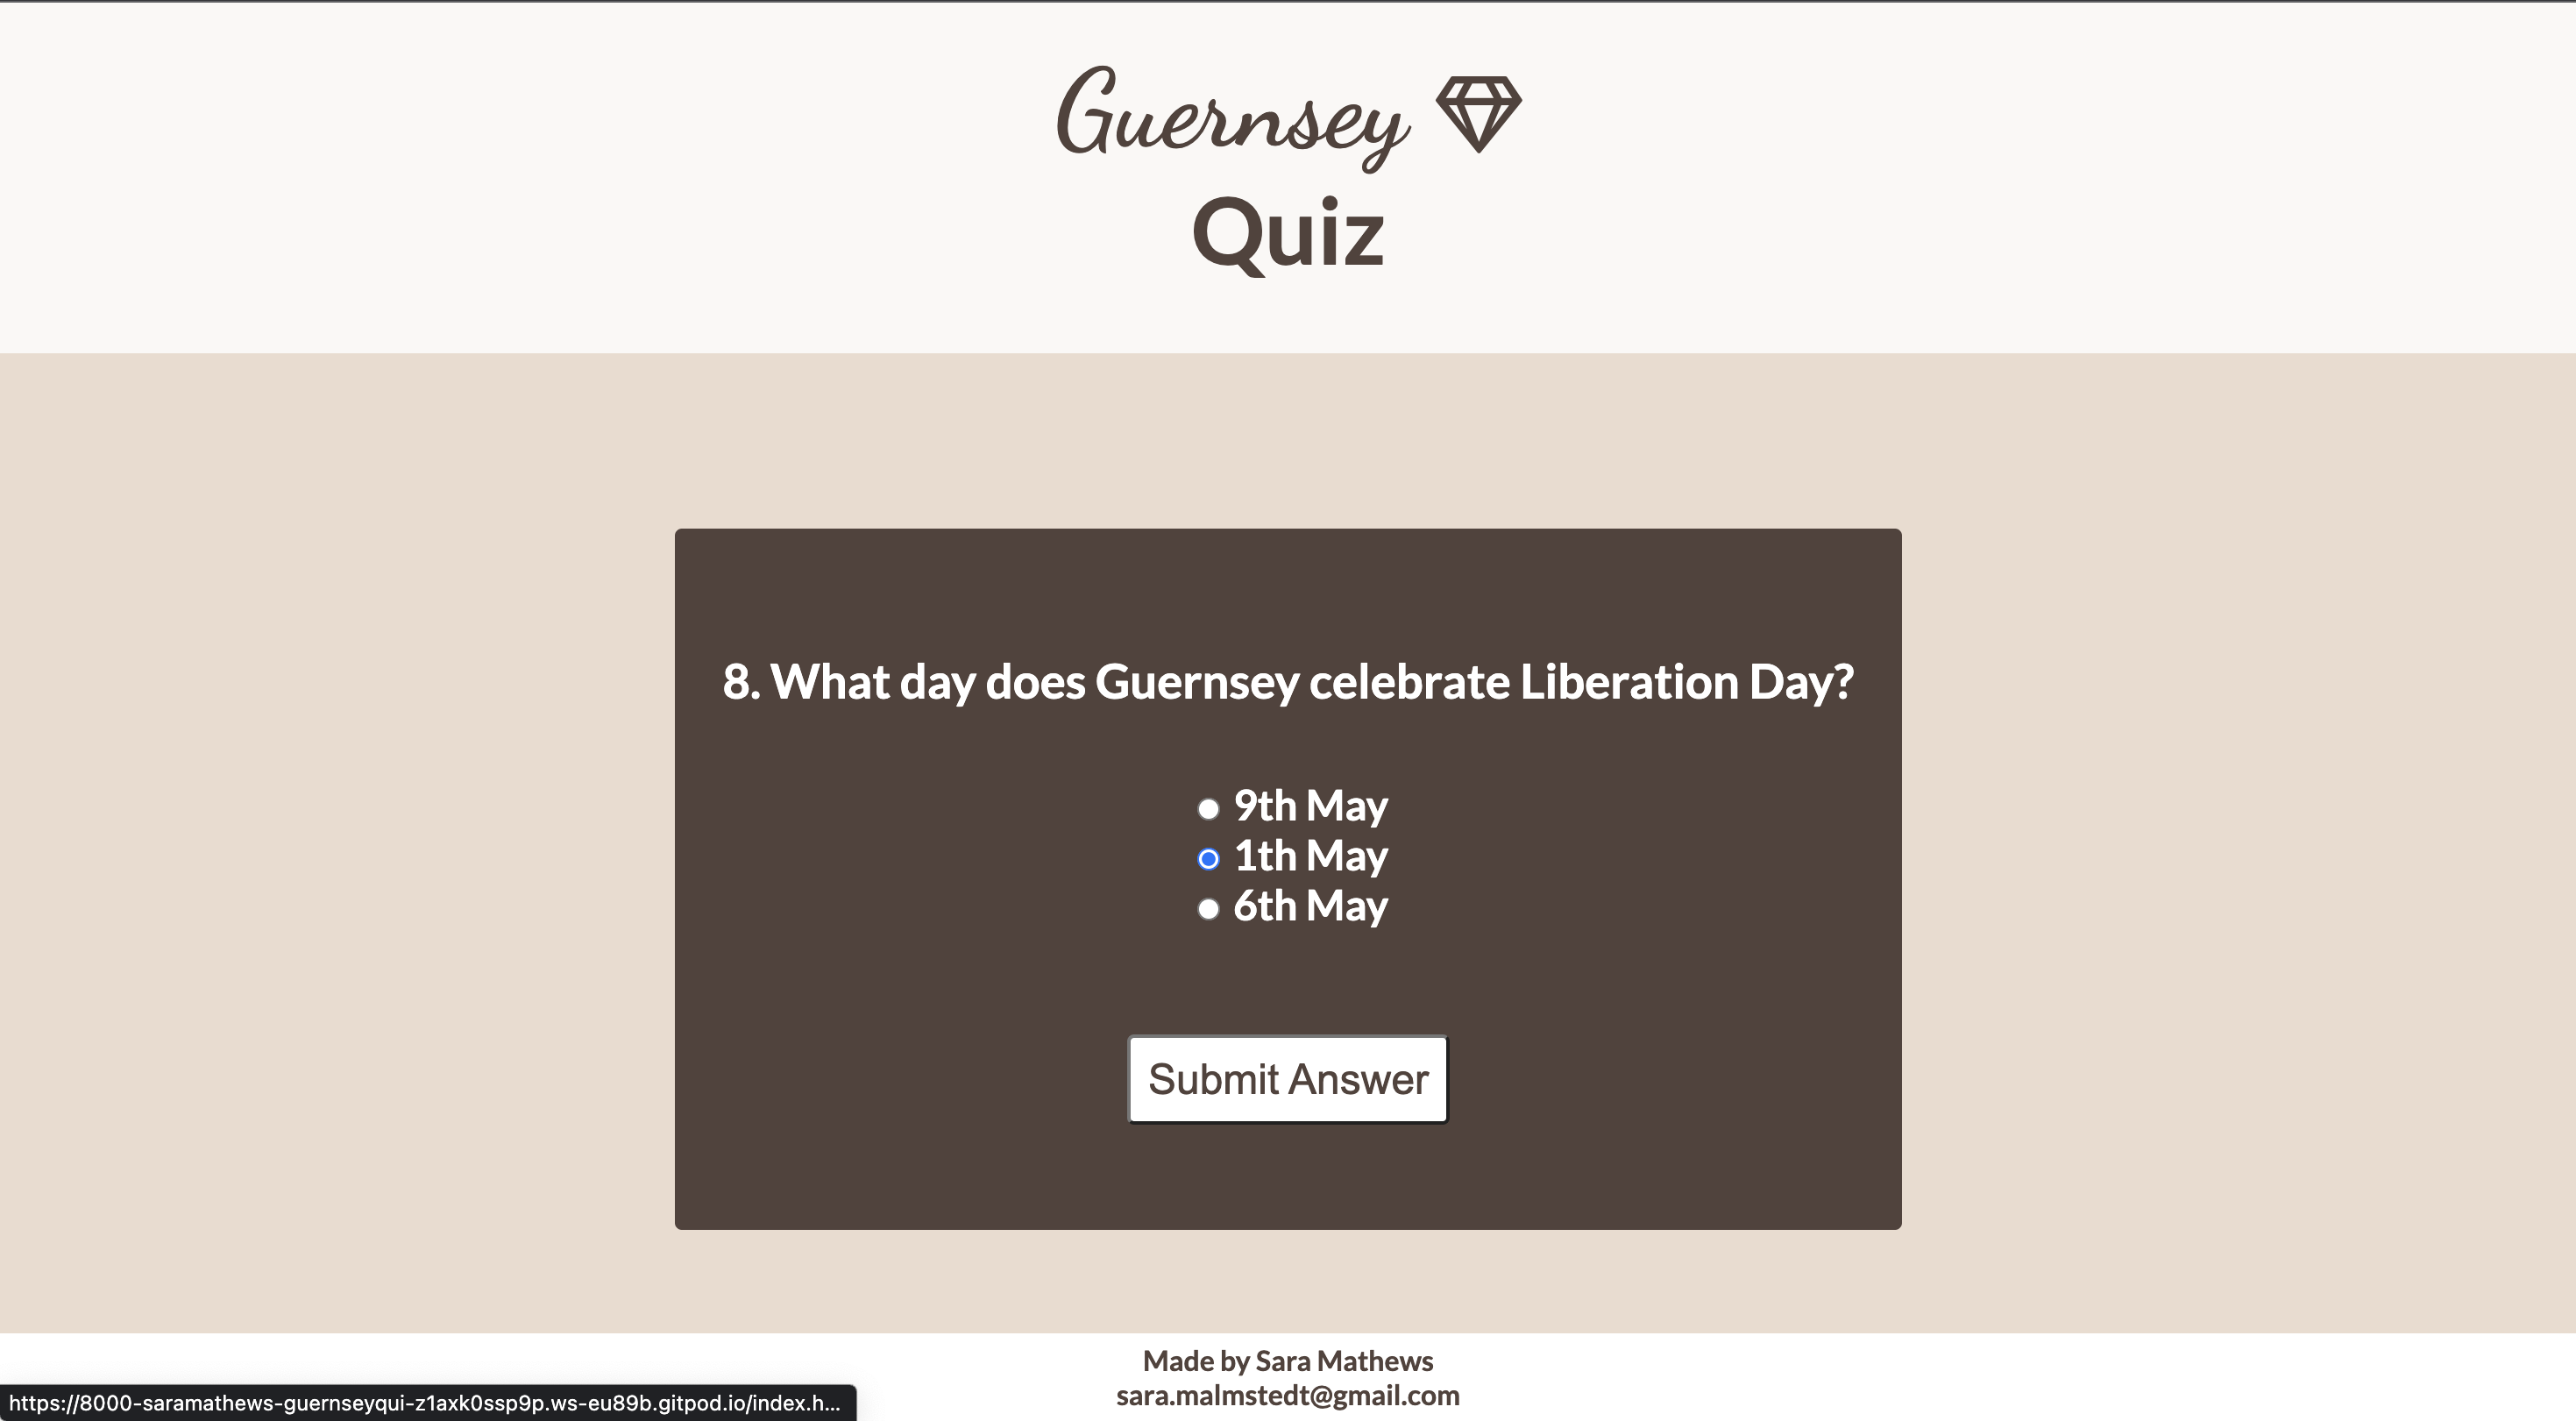 Guernsey
Quiz
8. What day does Guernsey celebrate Liberation Day?
9th May
1th May
6th May
Submit Answer
Made by Sara Mathews
sara.malmstedt@gmail.com
https://8000-saramathews-guernseyqui-z1axk0ssp9p.ws-eu89b.gitpod.io/index.h...